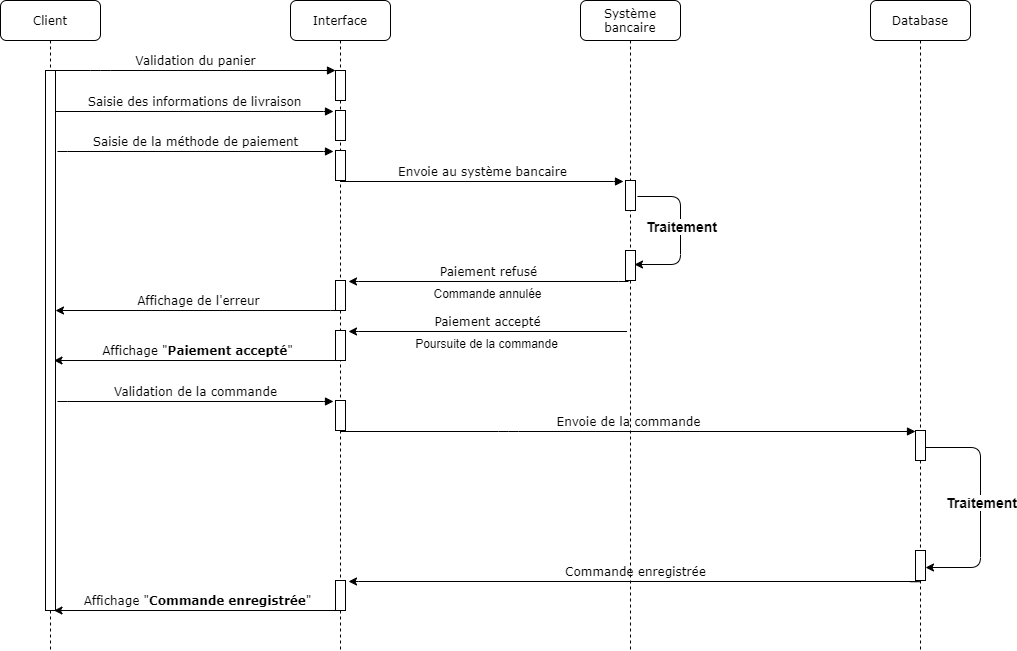 Client
Interface
Système
bancaire
Database
Validation du panier
Saisie des informations de livraison
Saisie de la méthode de paiement
Envoie au système bancaire
Traitement
Paiement refusé
Commande annulée
Affichage de l'erreur
Paiement accepté
Poursuite de la commande
Affichage "Paiement accepté"
Validation de la commande
Envoie de la commande
Traitement
Commande enregistrée
Affichage "Commande enregistrée"